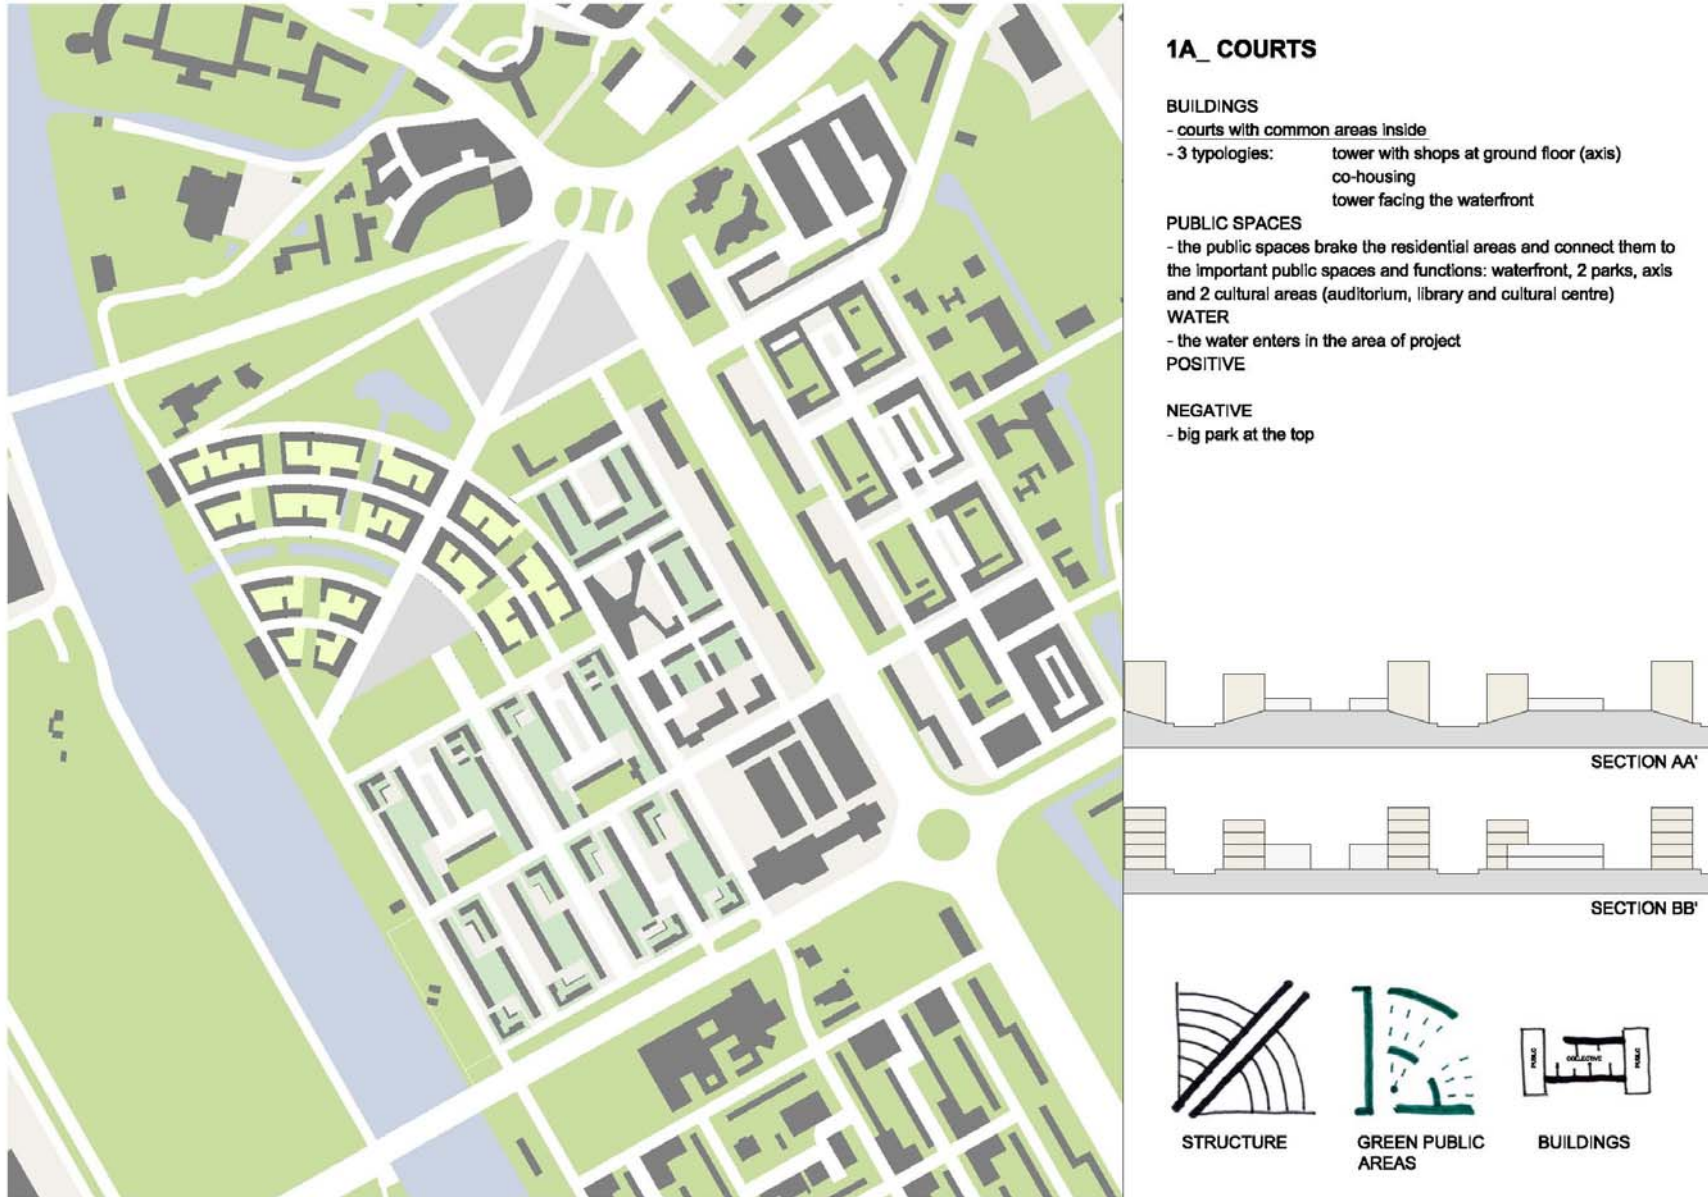 1A_ COURTS
BUILDINGS
- courts with common areas inside
- 3 typologies: tower with shops at ground floor (axis)
co-housing
tower facing the waterfront
PUBLIC SPACES
- the public spaces brake the residential areas and connect them to
the important public spaces and functions: waterfront, 2 parks, axis
and 2 cultural areas (auditorium, library and cultural centre)
WATER
- the water enters in the area of project
POSITIVE
NEGATIVE
- big park at the top
SECTION AA'
SECTION BB'
PUBLIC
COLLECTIVE
PUBLIC
STRUCTURE
GREEN PUBLIC
AREAS
BUILDINGS